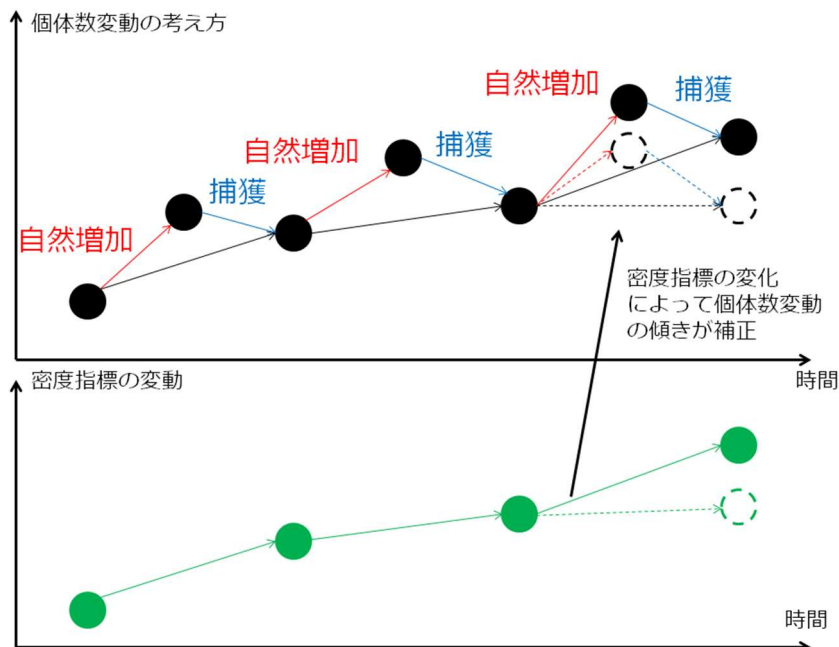 個体数変動の考え方
自然増加
捕獲
自然増加
捕獲
自然増加
捕獲
密度指標の変化
によって個体数変動
の傾きが補正
時間
密度指標の変動
時間